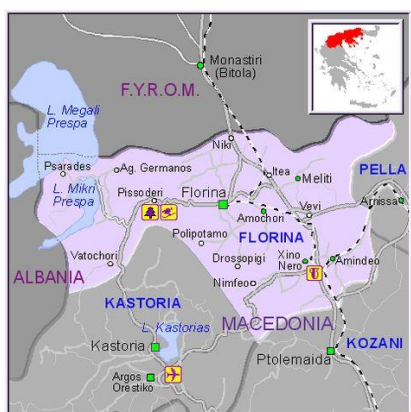 Monastiri
(Bitola)
F.Y.R.O.M.
L. Megali
Prespa
Niki
PELLA
Psarades
Ag. Germanos
Itea
Meliti
L. Mikri
Prespa
Pissoderi
Florina
Arnissa
Amochori
Vevi
Polipotamo
FLORINA
Vatochori
Drossopigi
Xino
Nero
Amindeo
ALBANIA
Nimfeo
KASTORIA
MACEDONIA
L. Kastorias
KOZANI
Kastoria
Ptolemaida
Argos
Orestiko